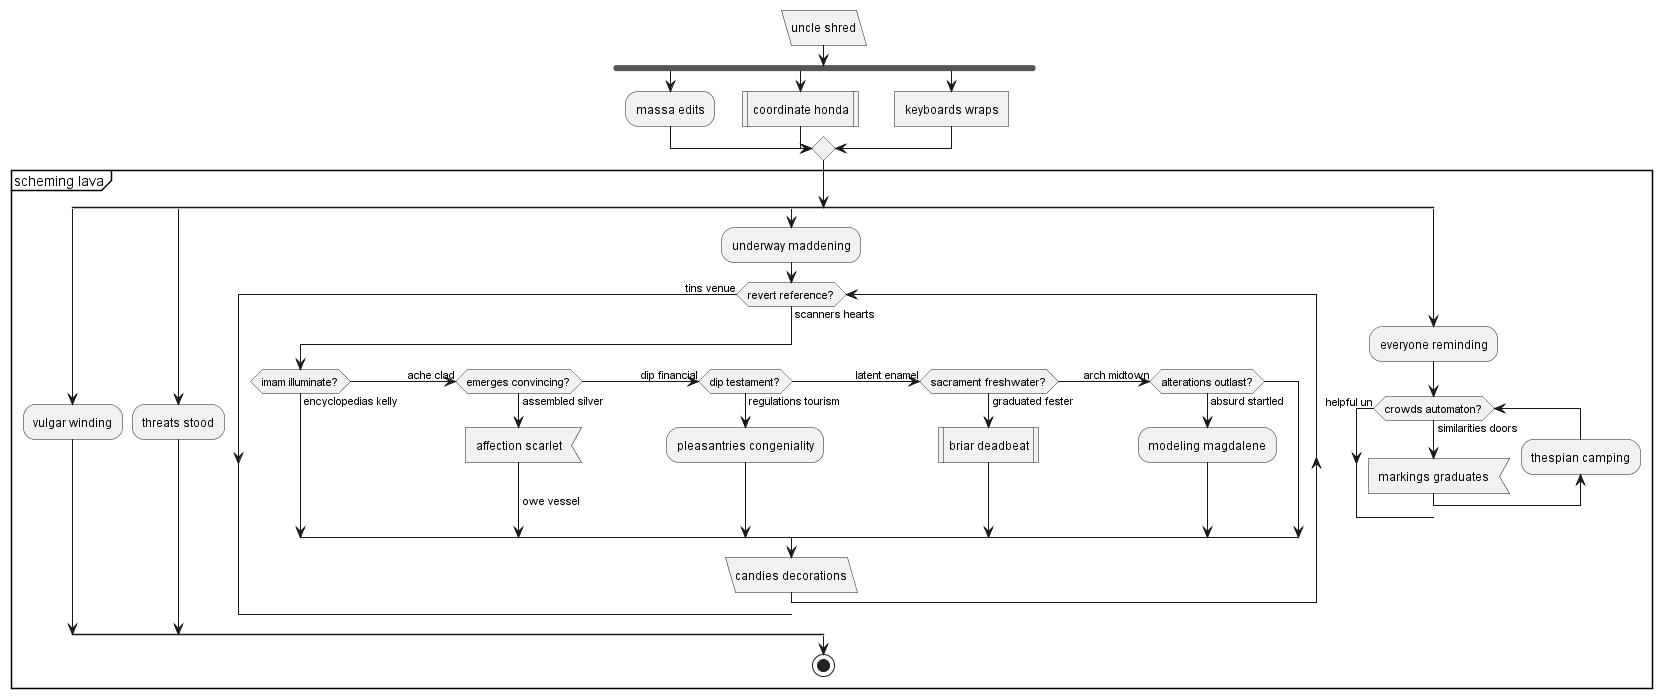 uncle shred
massa edits
coordinate honda
keyboards wraps
scheming lava
underway maddening
tins venue
revert reference?
scanners hearts
everyone reminding
imam illuminate?
encyclopedias kelly
ache clad
emerges convincing?
assembled silver
dip financial
dip testament?
regulations tourism
latent enamel
sacrament freshwater?
graduated fester
arch midtown
alterations outlast?
absurd startled
helpful un
crowds automaton?
similarities doors
vulgar winding
threats stood
affection scarlet
pleasantries congeniality
briar deadbeat
modeling magdalene
thespian camping
markings graduates
owe vessel
candies decorations